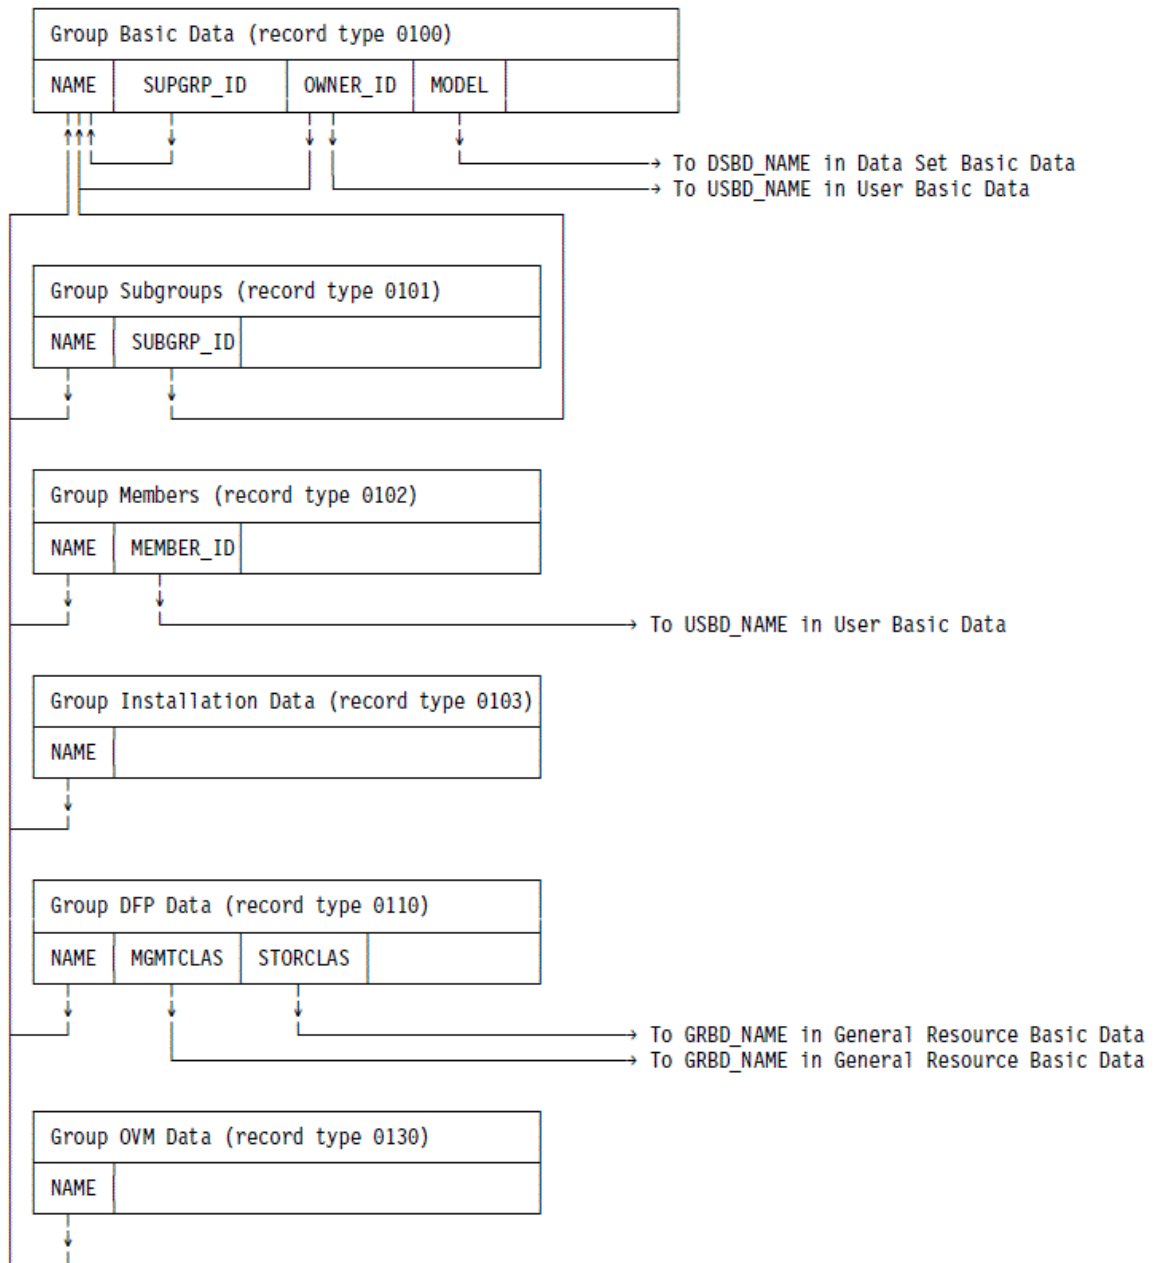 Group Basic Data (record type 0100)
NAME SUPGRP_ID OWNER_ID MODEL
To DSBD_NAME in Data Set Basic Data
To USBD_NAME in User Basic Data
Group Subgroups (record type 0101)
NAME SUBGRP_ID
Group Members (record type 0102)
NAME MEMBER_ID
To USBD_NAME in User Basic Data
Group Installation Data (record type 0103)
NAME
Group DFP Data (record type 0110)
NAME MGMTCLAS STORCLAS
To GRBD_NAME in General Resource Basic Data
To GRBD_NAME in General Resource Basic Data
Group OVM Data (record type 0130)
NAME